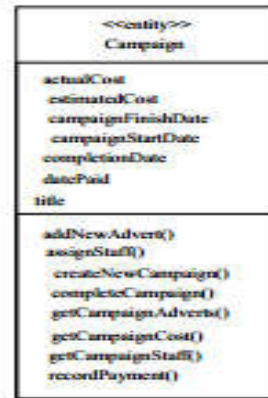 <<entity>>
Campaign
actualCost
estimatedCost
campaignFinishDate
campaignStartDate
completionDate
datePaid
title
addNewAdvert()
assignStaff()
createNewCampaign()
completeCampaign()
getCampaignAdverts()
getCampaignCost()
getCampaignStaff()
recordPayment()